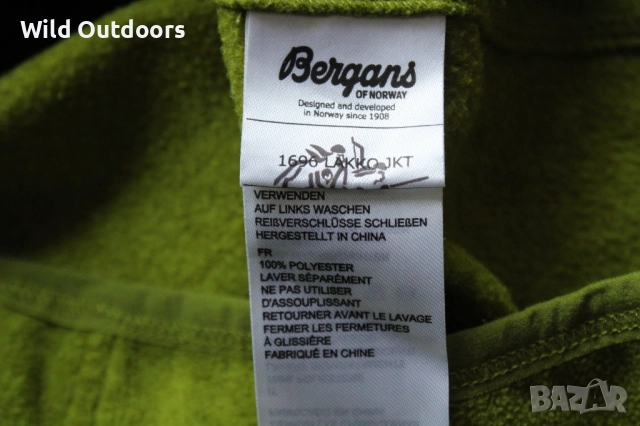 Wild Outdoors
Bergans
OF NORWAY
Designed and developed
in Norway since 1908
1696 LAKKO JKT
VERWENDEN
AUF LINKS WASCHEN
REIßVERSCHLÜSSE SCHLIEßEN
HERGESTELLT IN CHINA
FR
100% POLYESTER
LAVER SÉPARÉMENT
NE PAS UTILISER
D'ASSOUPLISSANT
RETOURNER AVANT LE LAVAGE
FERMER LES FERMETURES
À GLISSIÈRE
FABRIQUÉ EN CHINE
BAZAR